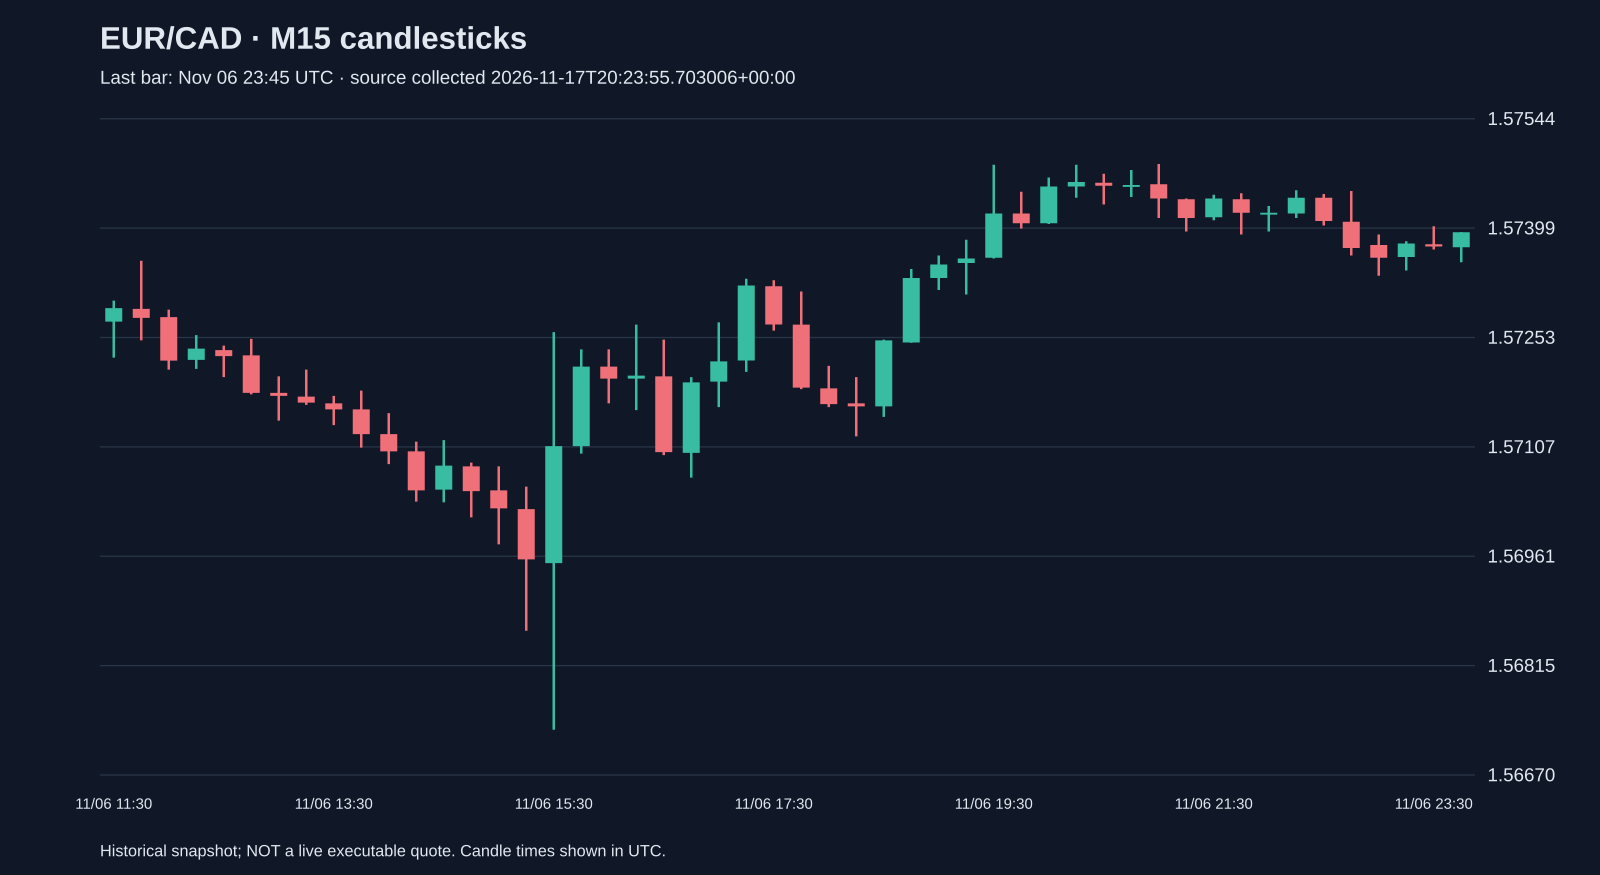 EUR/CAD · M15 candlesticks
Last bar: Nov 06 23:45 UTC · source collected 2026-11-17T20:23:55.703006+00:00
1.57544
1.57399
1.57253
1.57107
1.56961
1.56815
1.56670
11/06 11:30 11/06 13:30 11/06 15:30 11/06 17:30 11/06 19:30 11/06 21:30 11/06 23:30
Historical snapshot; NOT a live executable quote. Candle times shown in UTC.